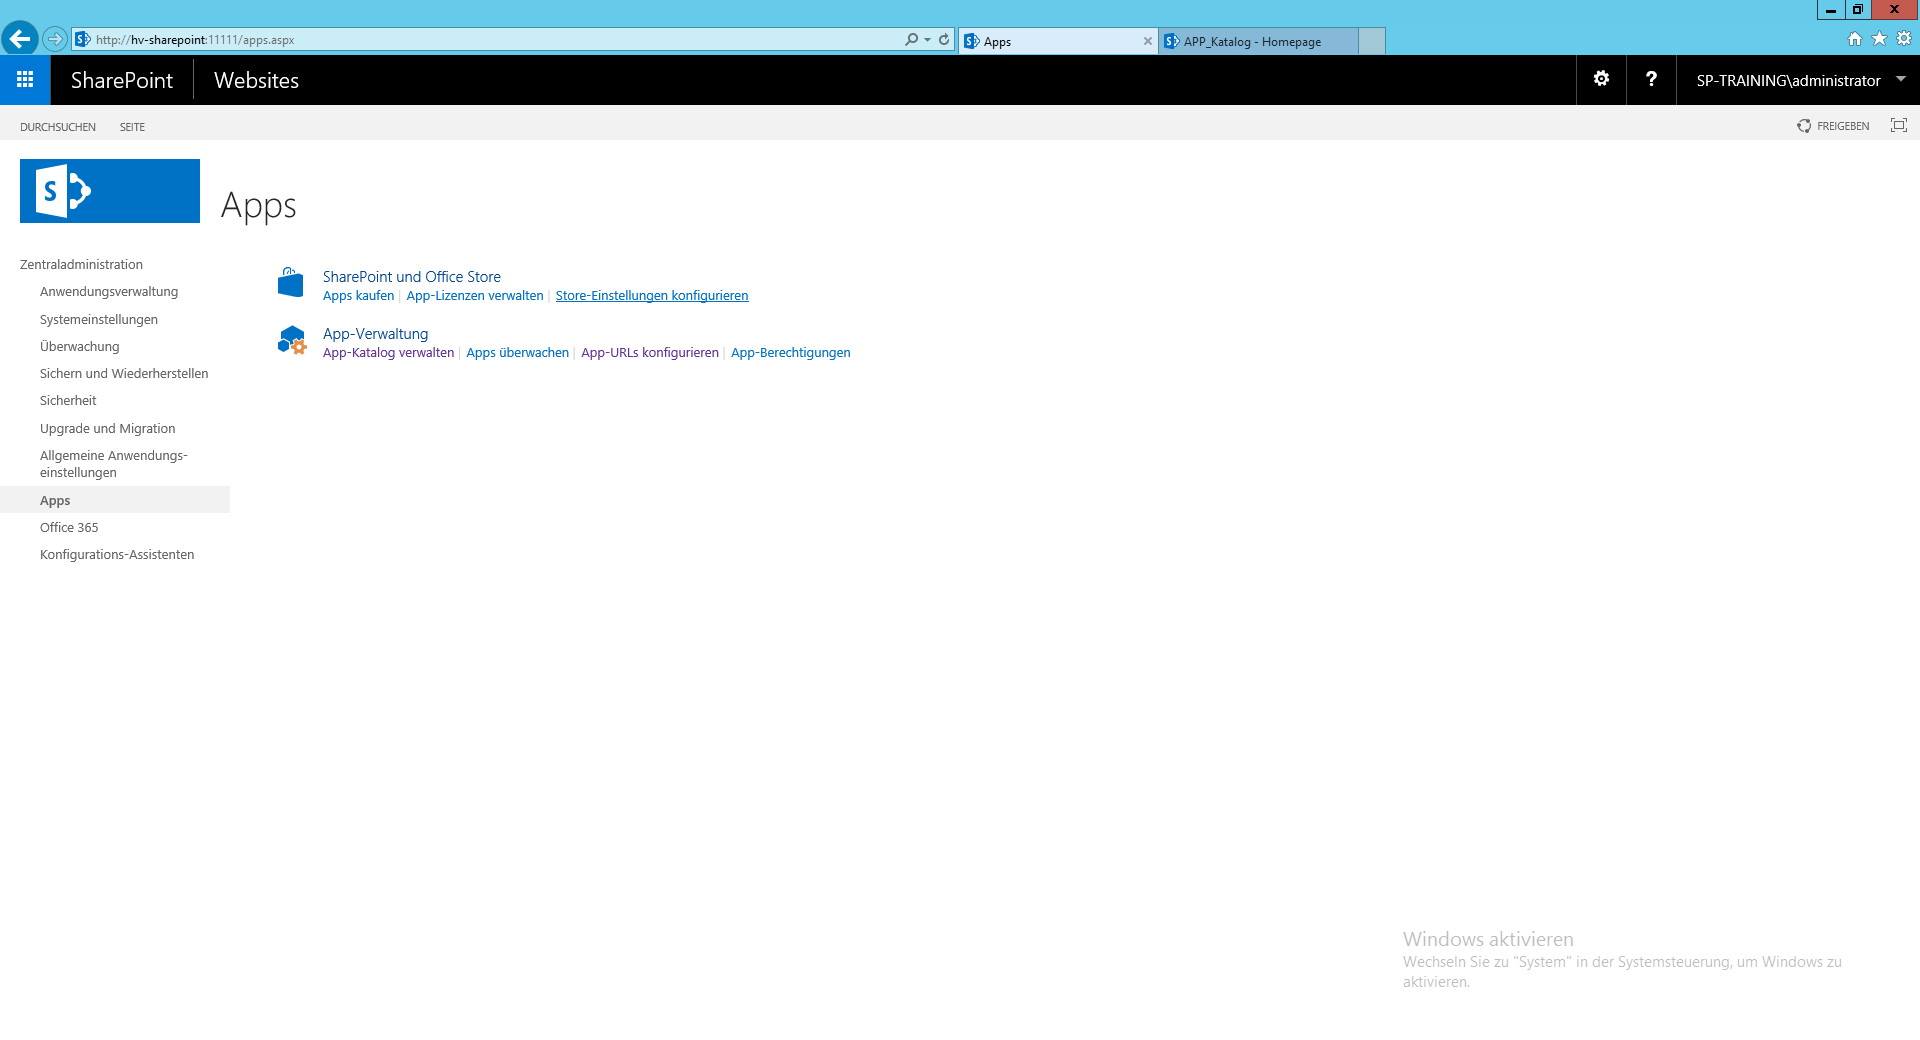 http://hv-sharepoint:11111/apps.aspx
Apps
APP_Katalog - Homepage
SharePoint
Websites
?
SP-TRAINING\administrator
DURCHSUCHEN
SEITE
FREIGEBEN
S
Apps
Zentraladministration
Anwendungsverwaltung
Systemeinstellungen
Überwachung
Sichern und Wiederherstellen
Sicherheit
Upgrade und Migration
Allgemeine Anwendungs-
einstellungen
Apps
Office 365
Konfigurations-Assistenten
SharePoint und Office Store
Apps kaufen | App-Lizenzen verwalten | Store-Einstellungen konfigurieren
App-Verwaltung
App-Katalog verwalten | Apps überwachen | App-URLs konfigurieren | App-Berechtigungen
Windows aktivieren
Wechseln Sie zu "System" in der Systemsteuerung, um Windows zu
aktivieren.